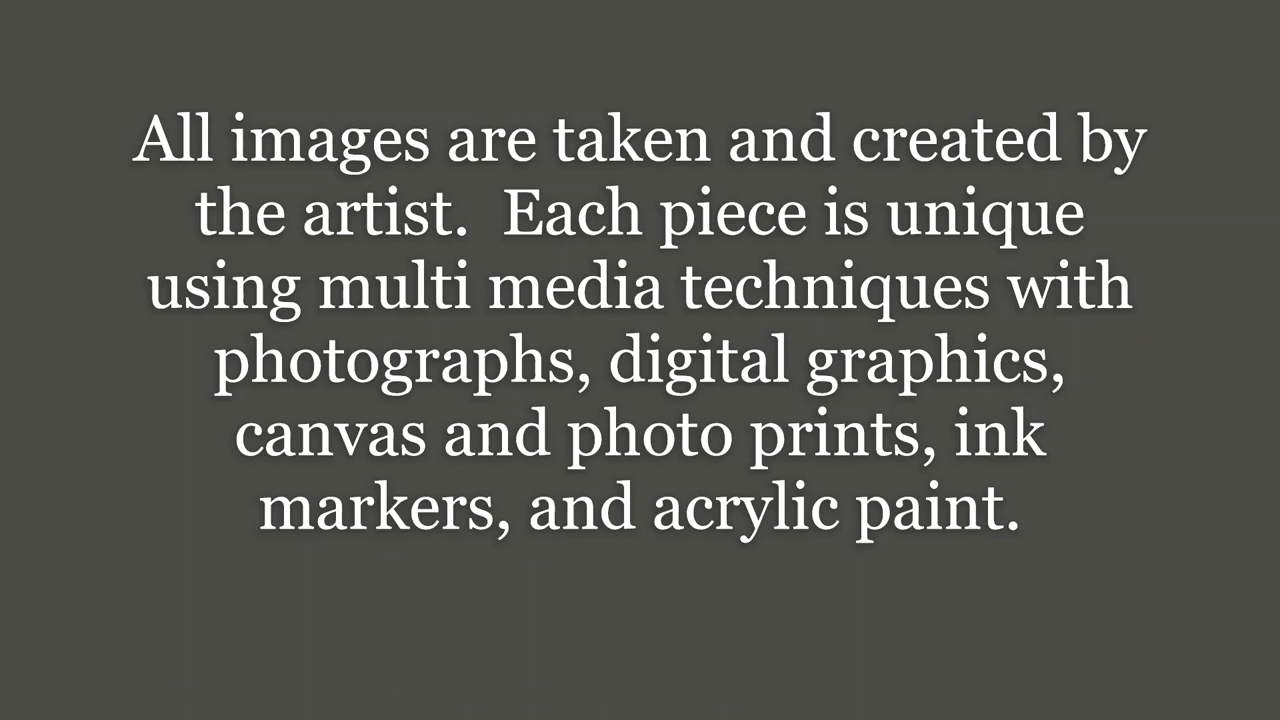 All images are taken and created by
the artist.  Each piece is unique
using multi media techniques with
photographs, digital graphics,
canvas and photo prints, ink
markers, and acrylic paint.